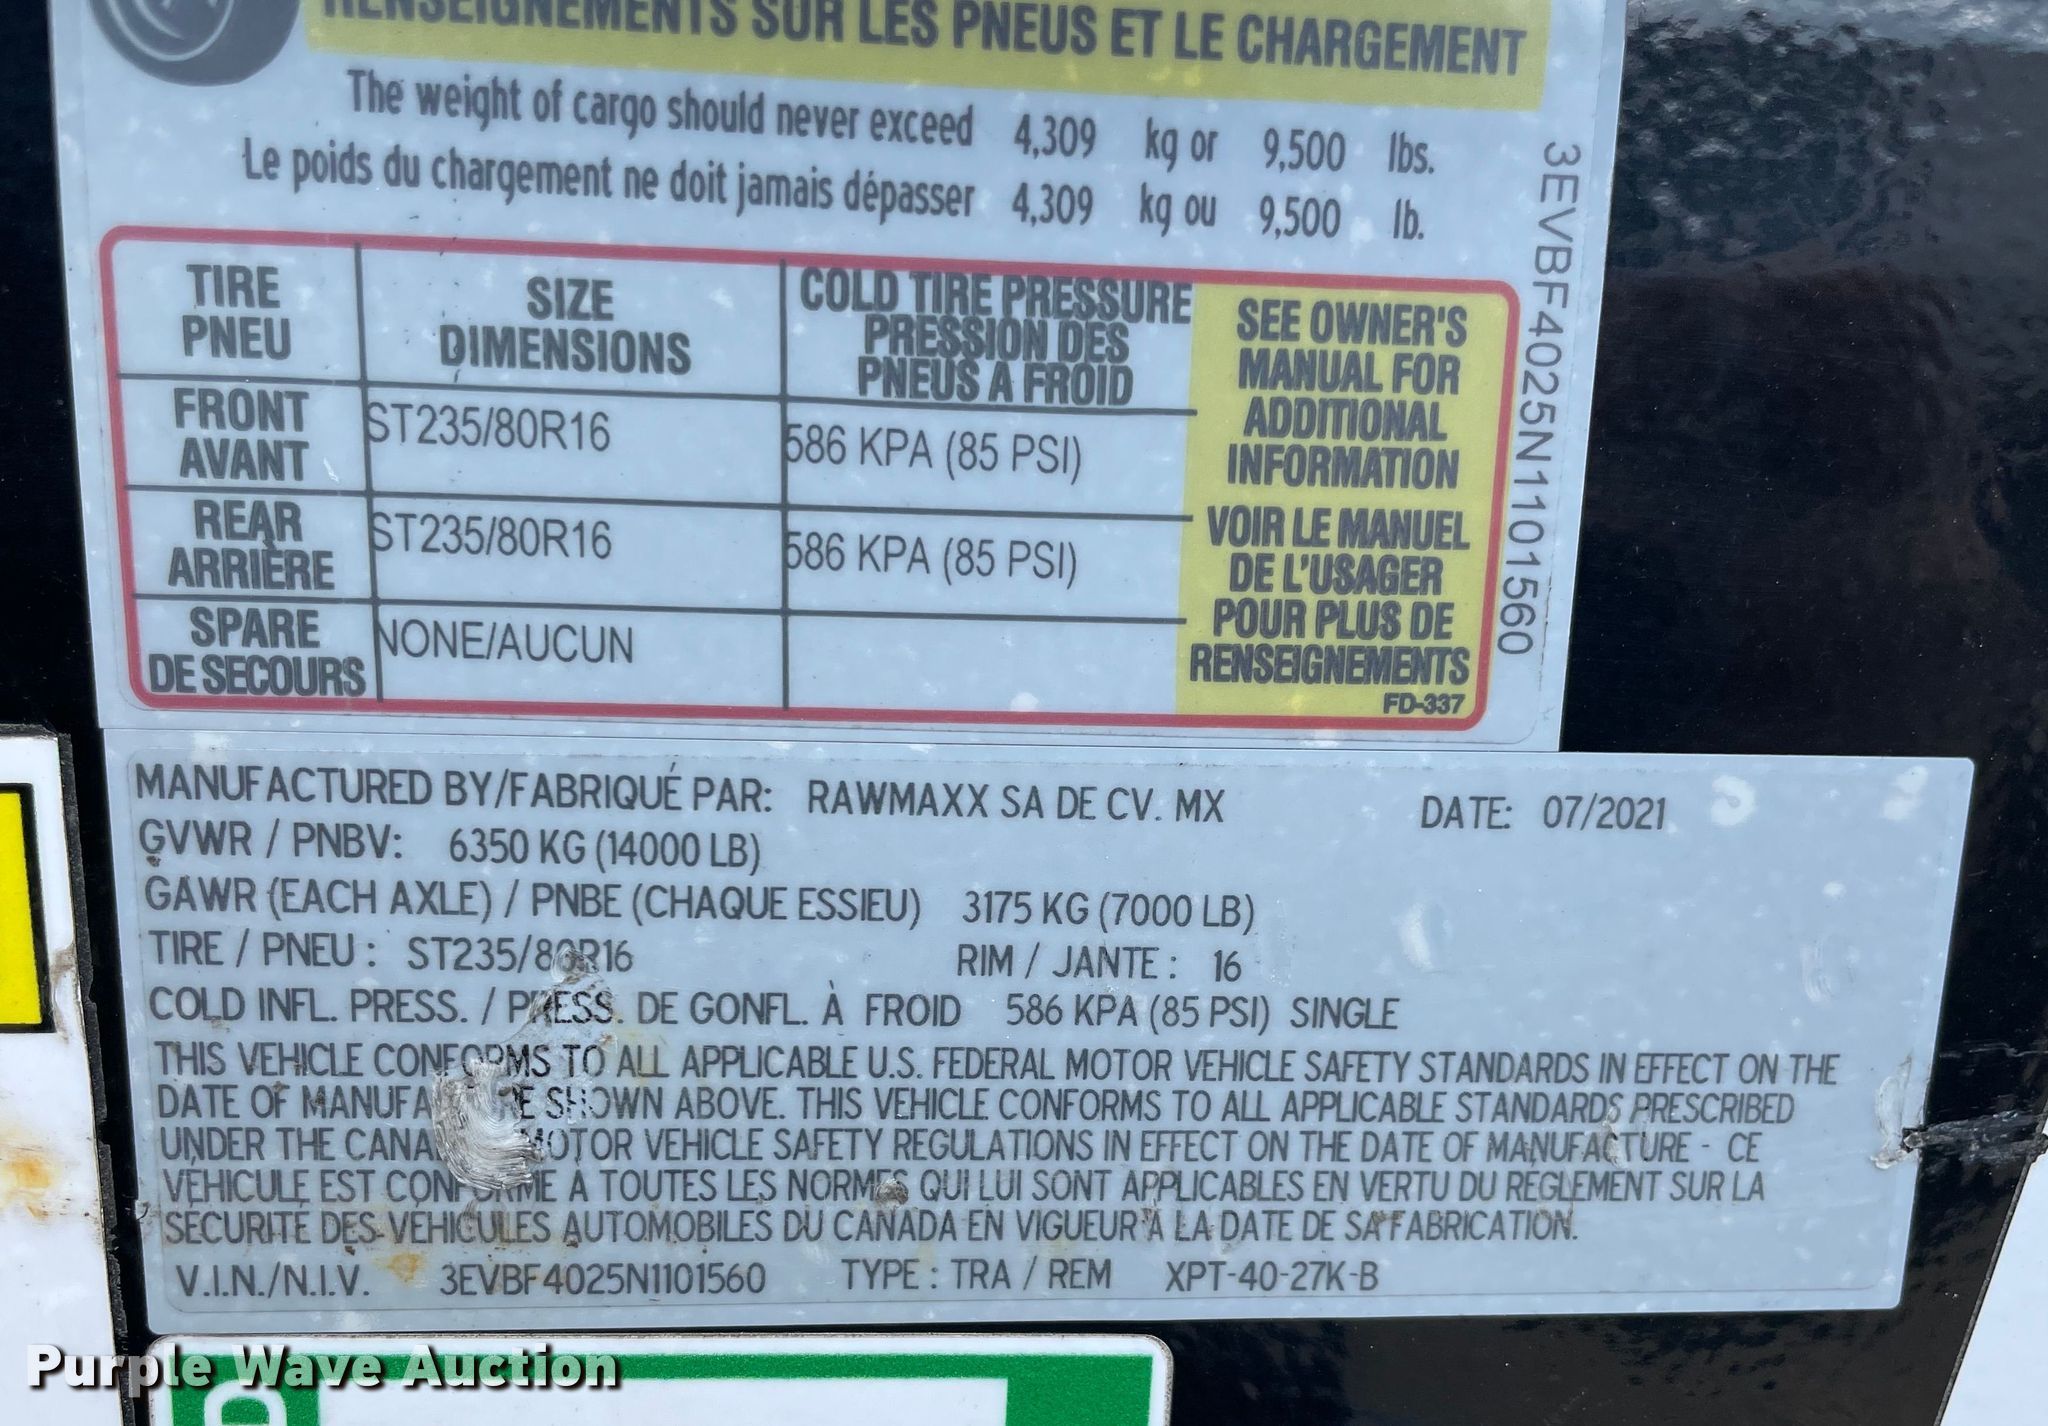 RENSEIGNEMENTS SUR LES PNEUS ET LE CHARGEMENT
The weight of cargo should never exceed 4,309 kg or 9,500 lbs.
Le poids du chargement ne doit jamais dépasser 4,309 kg ou 9,500 lb.
TIRE
PNEU
SIZE
DIMENSIONS
COLD TIRE PRESSURE
PRESSION DES
PNEUS A FROID
FRONT
AVANT
ST235/80R16
586 KPA (85 PSI)
REAR
ARRIÈRE
ST235/80R16
586 KPA (85 PSI)
SPARE
DE SECOURS
NONE/AUCUN
SEE OWNER'S
MANUAL FOR
ADDITIONAL
INFORMATION
VOIR LE MANUEL
DE L'USAGER
POUR PLUS DE
RENSEIGNEMENTS
FD-337
3EVBF4025N1101560
MANUFACTURED BY/FABRIQUÉ PAR: RAWMAXX SA DE CV. MX DATE: 07/2021
GVWR / PNBV: 6350 KG (14000 LB)
GAWR (EACH AXLE) / PNBE (CHAQUE ESSIEU) 3175 KG (7000 LB)
TIRE / PNEU : ST235/80R16 RIM / JANTE : 16
COLD INFL. PRESS. / PRESS. DE GONFL. À FROID 586 KPA (85 PSI) SINGLE
THIS VEHICLE CONFORMS TO ALL APPLICABLE U.S. FEDERAL MOTOR VEHICLE SAFETY STANDARDS IN EFFECT ON THE
DATE OF SHOWN ABOVE. THIS VEHICLE CONFORMS TO ALL APPLICABLE STANDARDS PRESCRIBED
UNDER THE MOTOR VEHICLE SAFETY REGULATIONS IN EFFECT ON THE DATE OF MANUFACTURE - CE
VÉHICULE EST CONFORME À TOUTES LES NORMES QUI LUI SONT APPLICABLES EN VERTU DU RÈGLEMENT SUR LA
SÉCURITÉ DES VÉHICULES AUTOMOBILES DU CANADA EN VIGUEUR À LA DATE DE SA FABRICATION.
V.I.N./N.I.V. 3EVBF4025N1101560 TYPE : TRA / REM XPT-40-27K-B
Purple Wave Auction